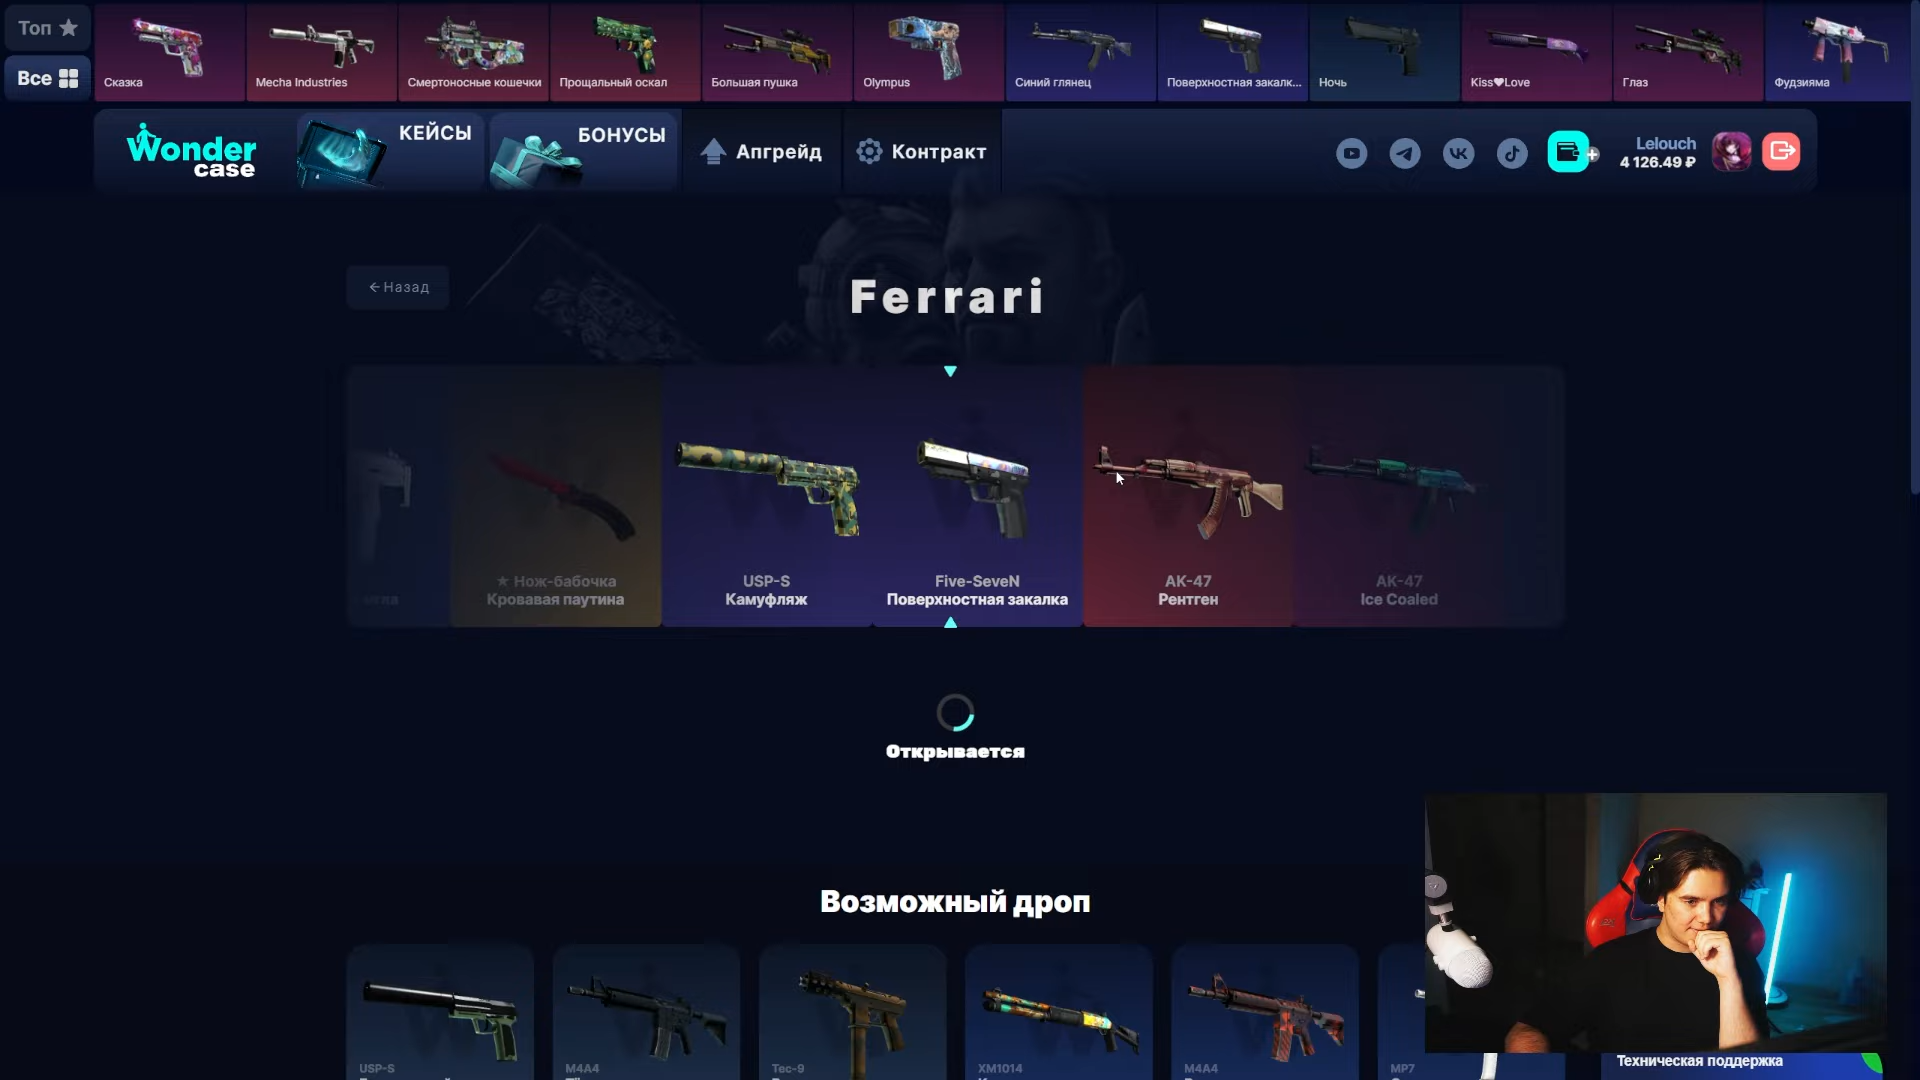 Топ
Все
Сказка
Mecha Industries
Смертоносные кошечки
Прощальный оскал
Большая пушка
Olympus
Синий глянец
Поверхностная закалк...
Ночь
Kiss♥Love
Глаз
Фудзияма
Wonder
case
КЕЙСЫ
БОНУСЫ
Апгрейд
Контракт
Lelouch
4 126.49 ₽
Назад
Ferrari
★ Нож-бабочка
Кровавая паутина
USP-S
Камуфляж
Five-SeveN
Поверхностная закалка
AK-47
Рентген
AK-47
Ice Coaled
Открывается
Возможный дроп
USP-S
M4A4
Tec-9
XM1014
M4A4
MP7
Техническая поддержка